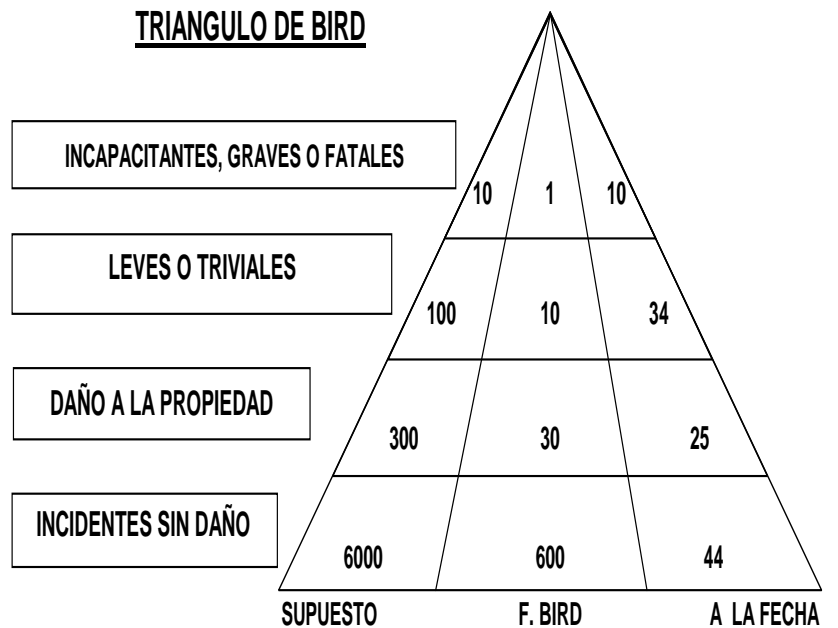 TRIANGULO DE BIRD
INCAPACITANTES, GRAVES O FATALES
10 1 10
LEVES O TRIVIALES
100 10 34
DAÑO A LA PROPIEDAD
300 30 25
INCIDENTES SIN DAÑO
6000 600 44
SUPUESTO F. BIRD A LA FECHA